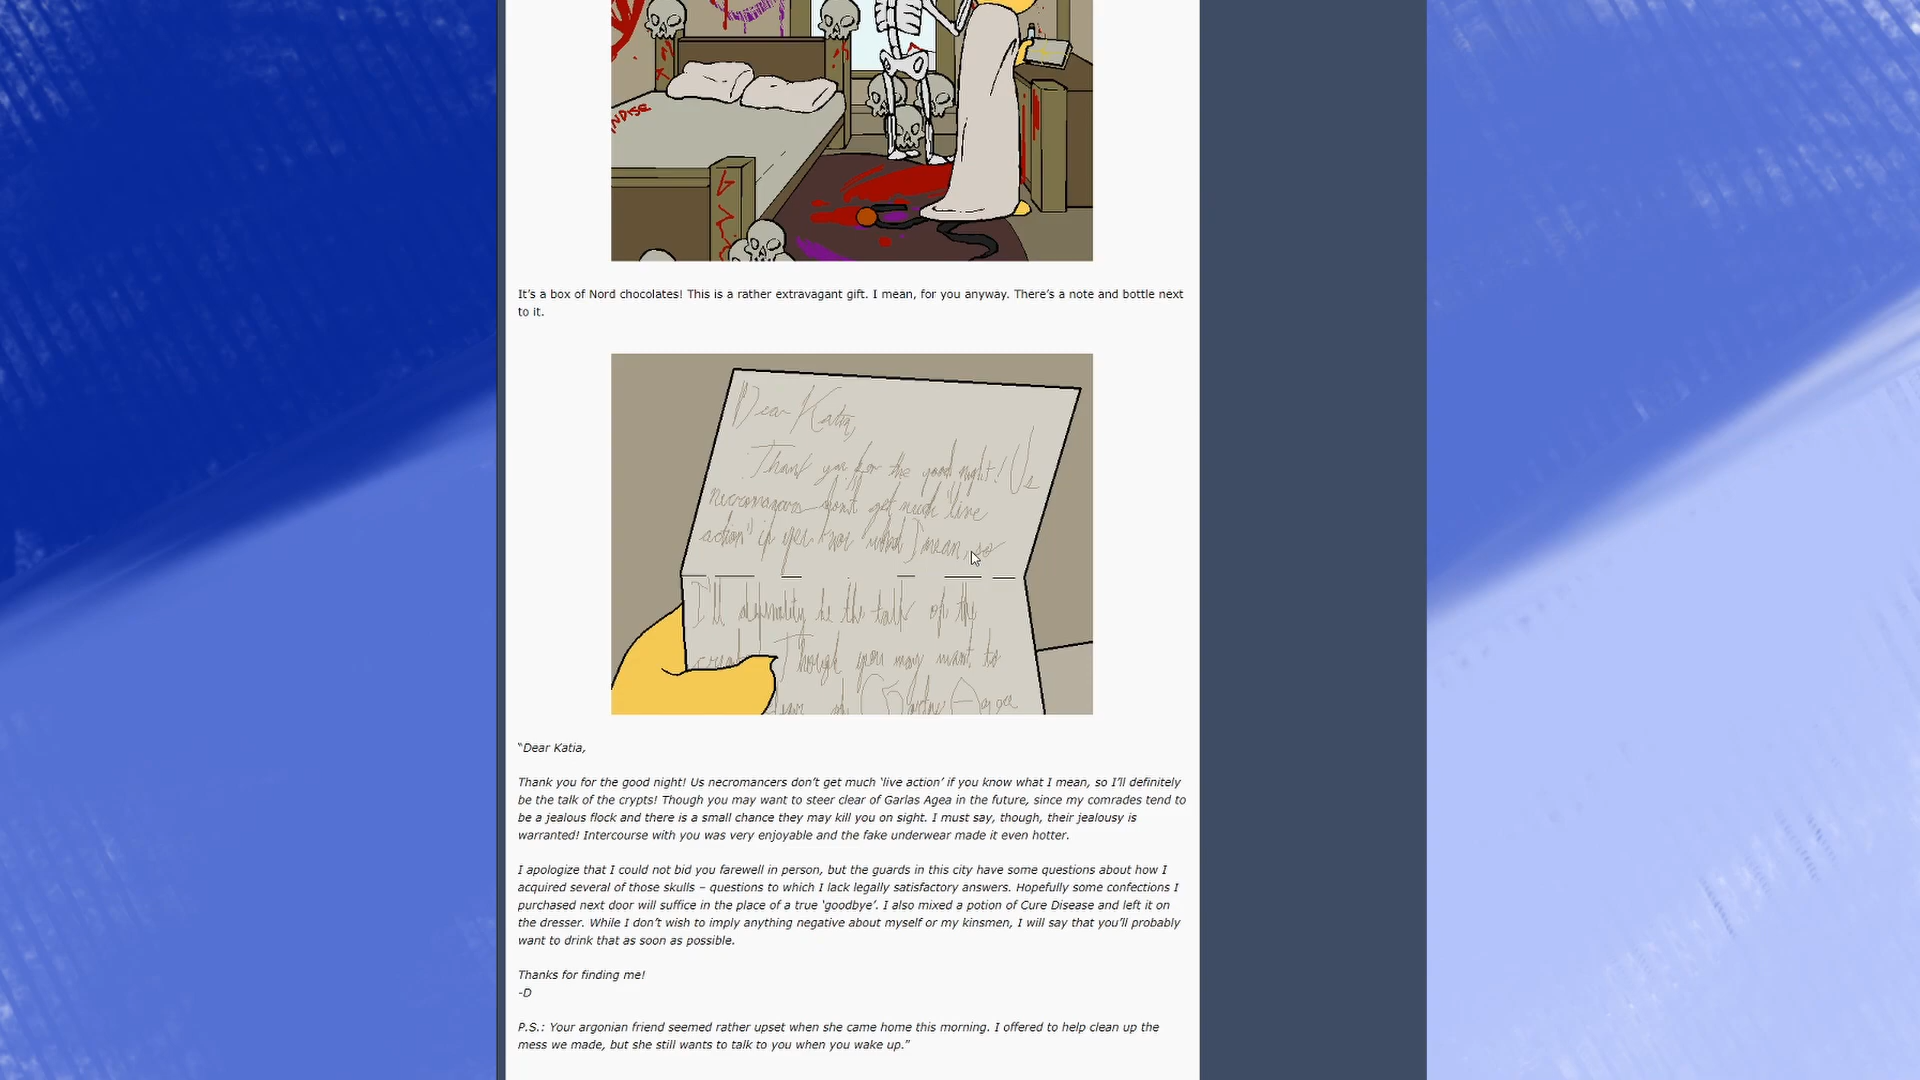 NDISE
It's a box of Nord chocolates! This is a rather extravagant gift. I mean, for you anyway. There's a note and bottle next
to it.
Dear Katia,
Thank you for the good night! Us
necromancers don't get much 'live
action' if you know what I mean, so
I'll definitely be the talk of the
Though you may want to
"Dear Katia,
Thank you for the good night! Us necromancers don't get much 'live action' if you know what I mean, so I'll definitely
be the talk of the crypts! Though you may want to steer clear of Garlas Agea in the future, since my comrades tend to
be a jealous flock and there is a small chance they may kill you on sight. I must say, though, their jealousy is
warranted! Intercourse with you was very enjoyable and the fake underwear made it even hotter.
I apologize that I could not bid you farewell in person, but the guards in this city have some questions about how I
acquired several of those skulls – questions to which I lack legally satisfactory answers. Hopefully some confections I
purchased next door will suffice in the place of a true 'goodbye'. I also mixed a potion of Cure Disease and left it on
the dresser. While I don't wish to imply anything negative about myself or my kinsmen, I will say that you'll probably
want to drink that as soon as possible.
Thanks for finding me!
-D
P.S.: Your argonian friend seemed rather upset when she came home this morning. I offered to help clean up the
mess we made, but she still wants to talk to you when you wake up."